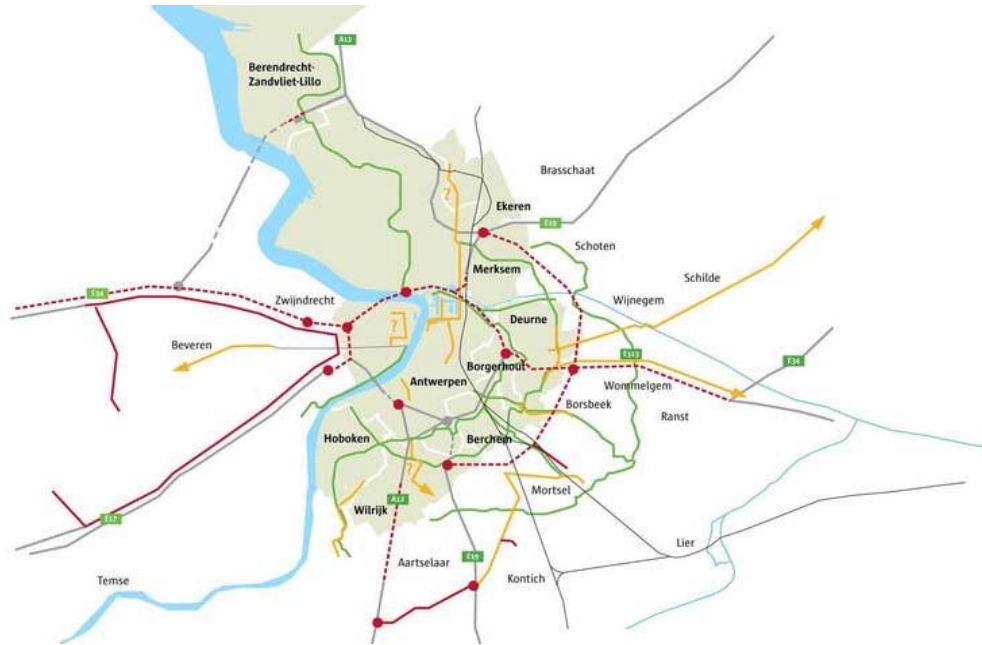 A12
Berendrecht-
Zandvliet-Lillo
Brasschaat
?
Ekeren
E19
Schoten
Merksem
Schilde
E34
Zwijndrecht
Wijnegem
?
Deurne
Beveren
E313
E34
Borgerhout
Antwerpen
Wommelgem
Borsbeek
Ranst
Hoboken
Berchem
?
Mortsel
A12
Wilrijk
E17
Lier
E19
Aartselaar
Kontich
Temse